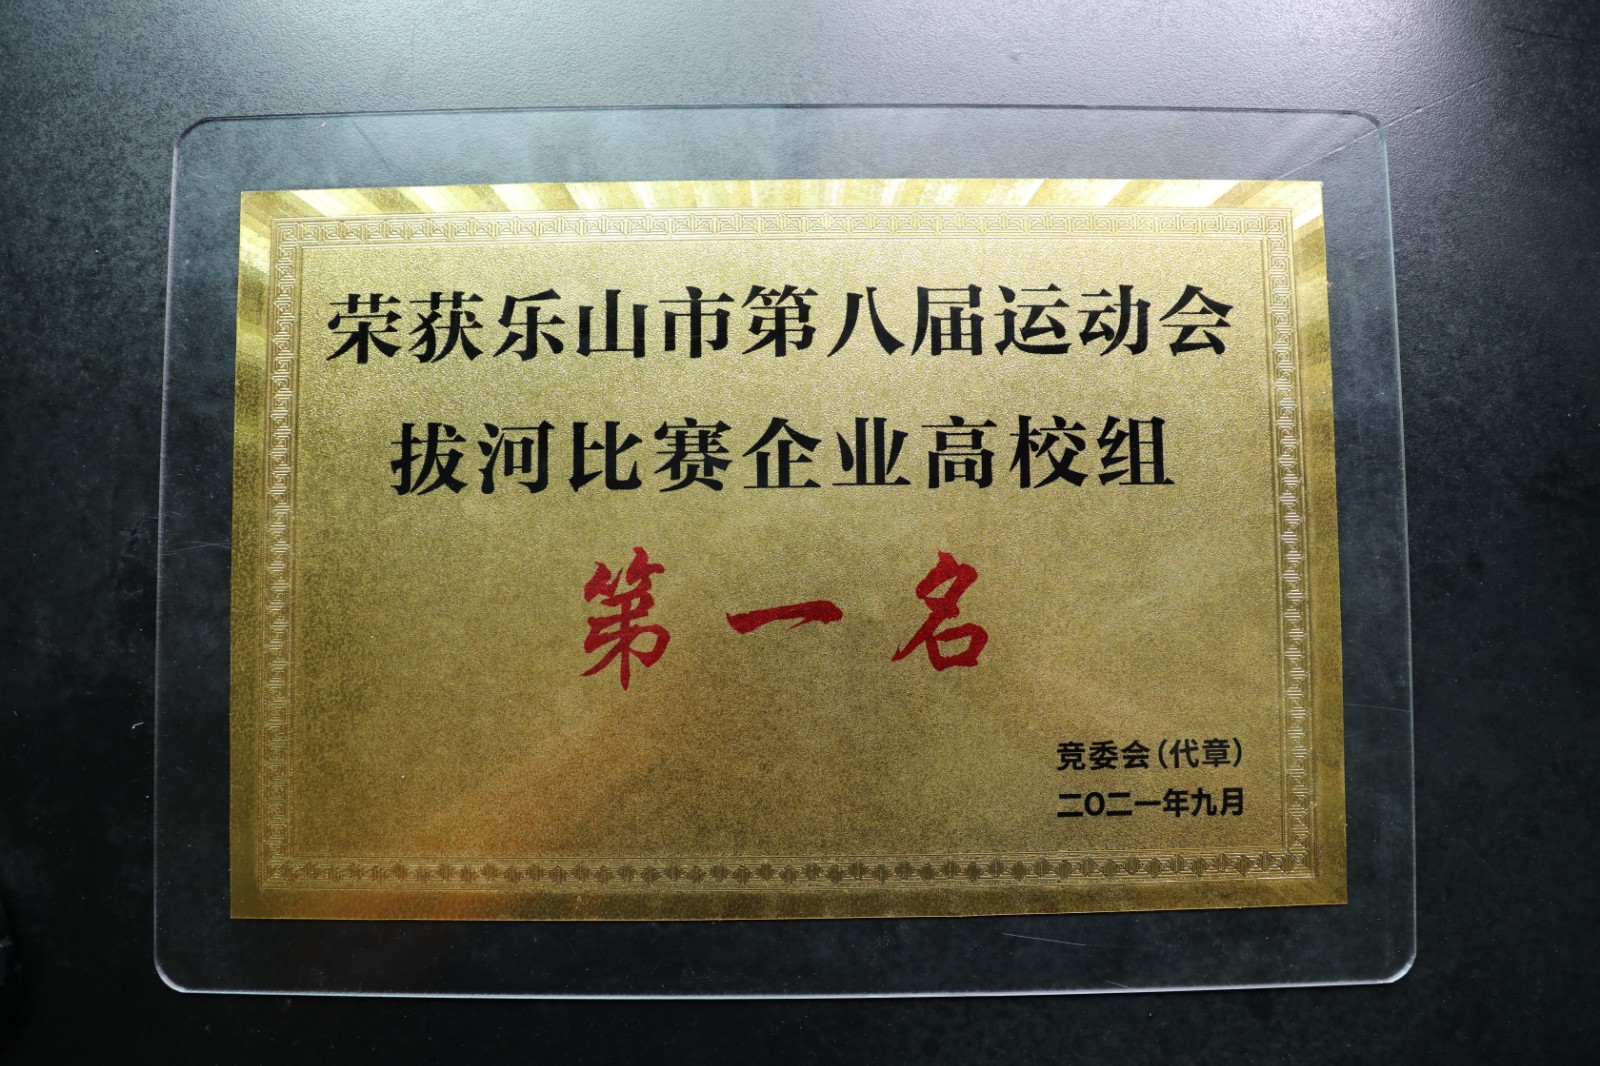 荣获乐山市第八届运动会
拔河比赛企业高校组
第一名
竞委会(代章)
二〇二一年九月